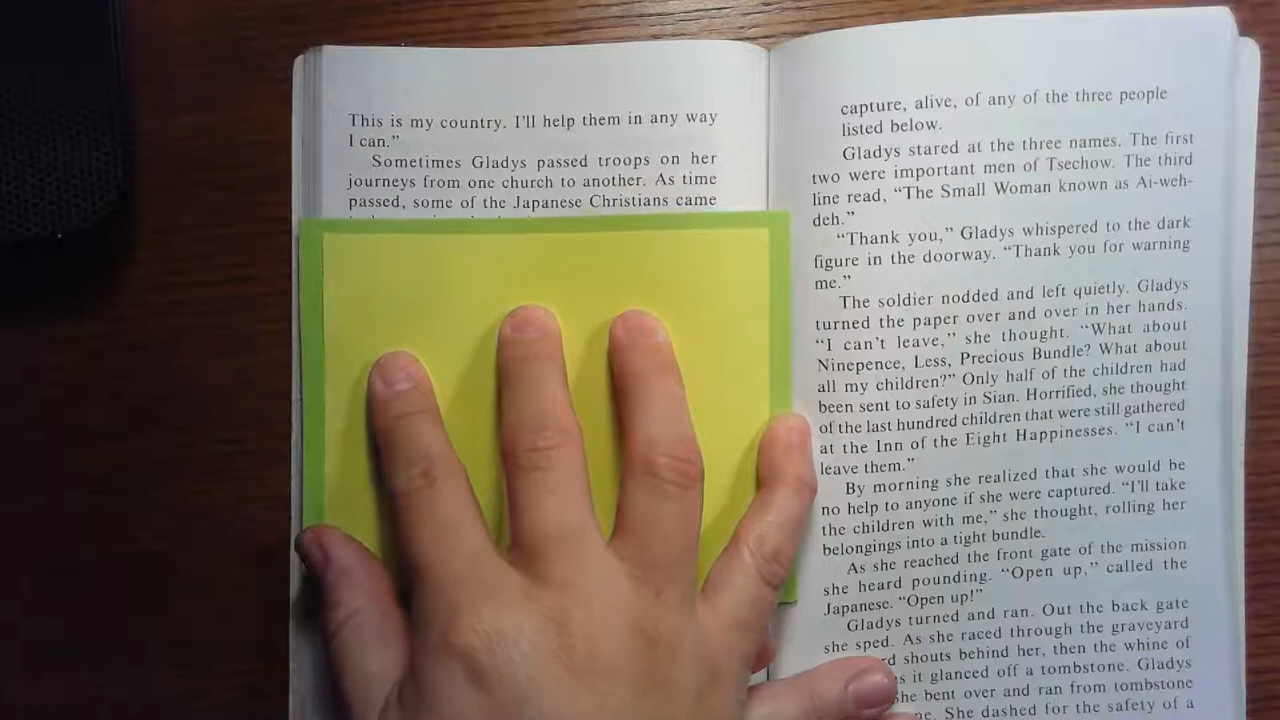 This is my country. I'll help them in any way
I can.”
Sometimes Gladys passed troops on her
journeys from one church to another. As time
passed, some of the Japanese Christians came
capture, alive, of any of the three people
listed below.
Gladys stared at the three names. The first
two were important men of Tsechow. The third
line read, “The Small Woman known as Ai-weh-
deh.”
“Thank you,” Gladys whispered to the dark
figure in the doorway. “Thank you for warning
me.”
The soldier nodded and left quietly. Gladys
turned the paper over and over in her hands.
“I can't leave,” she thought. “What about
Ninepence, Less, Precious Bundle? What about
all my children?” Only half of the children had
been sent to safety in Sian. Horrified, she thought
of the last hundred children that were still gathered
at the Inn of the Eight Happinesses. “I can't
leave them.”
By morning she realized that she would be
no help to anyone if she were captured. “I'll take
the children with me,” she thought, rolling her
belongings into a tight bundle.
As she reached the front gate of the mission
she heard pounding. “Open up,” called the
Japanese. “Open up!”
Gladys turned and ran. Out the back gate
she sped. As she raced through the graveyard
shouts behind her, then the whine of
it glanced off a tombstone. Gladys
she bent over and ran from tombstone
She dashed for the safety of a